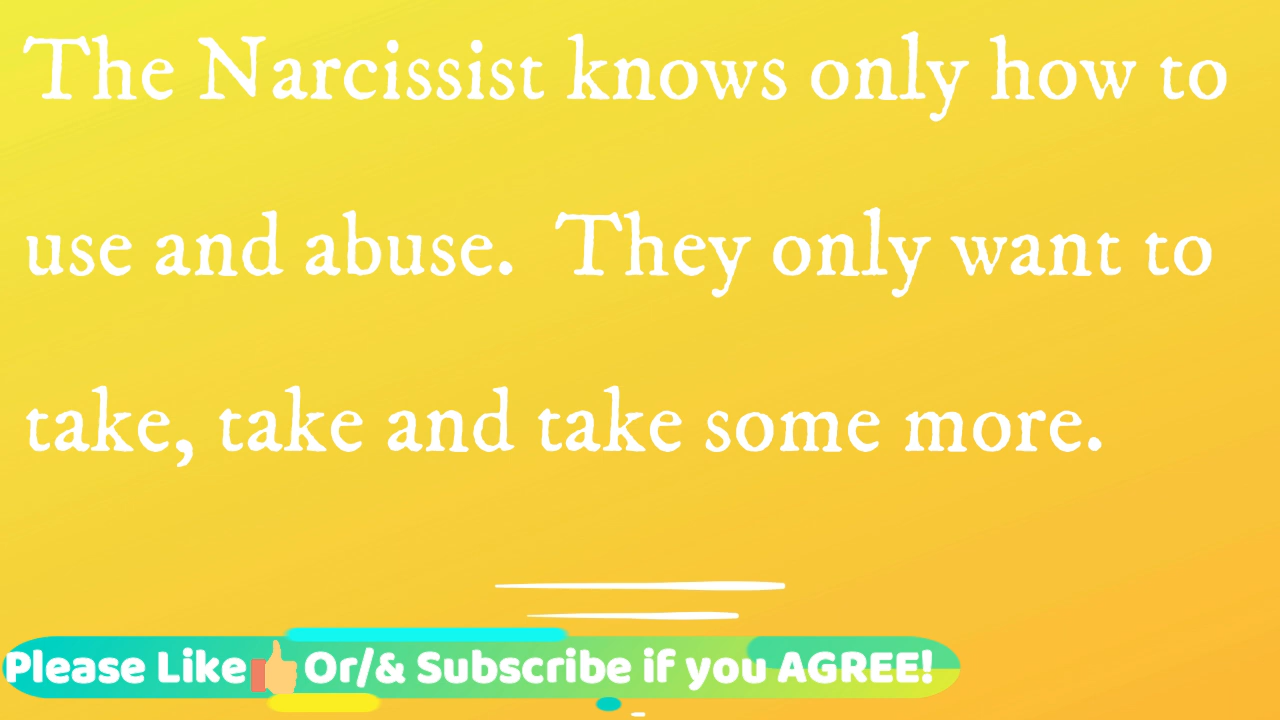 The Narcissist knows only how to
use and abuse.  They only want to
take, take and take some more.
Please Like👍Or/& Subscribe if you AGREE!